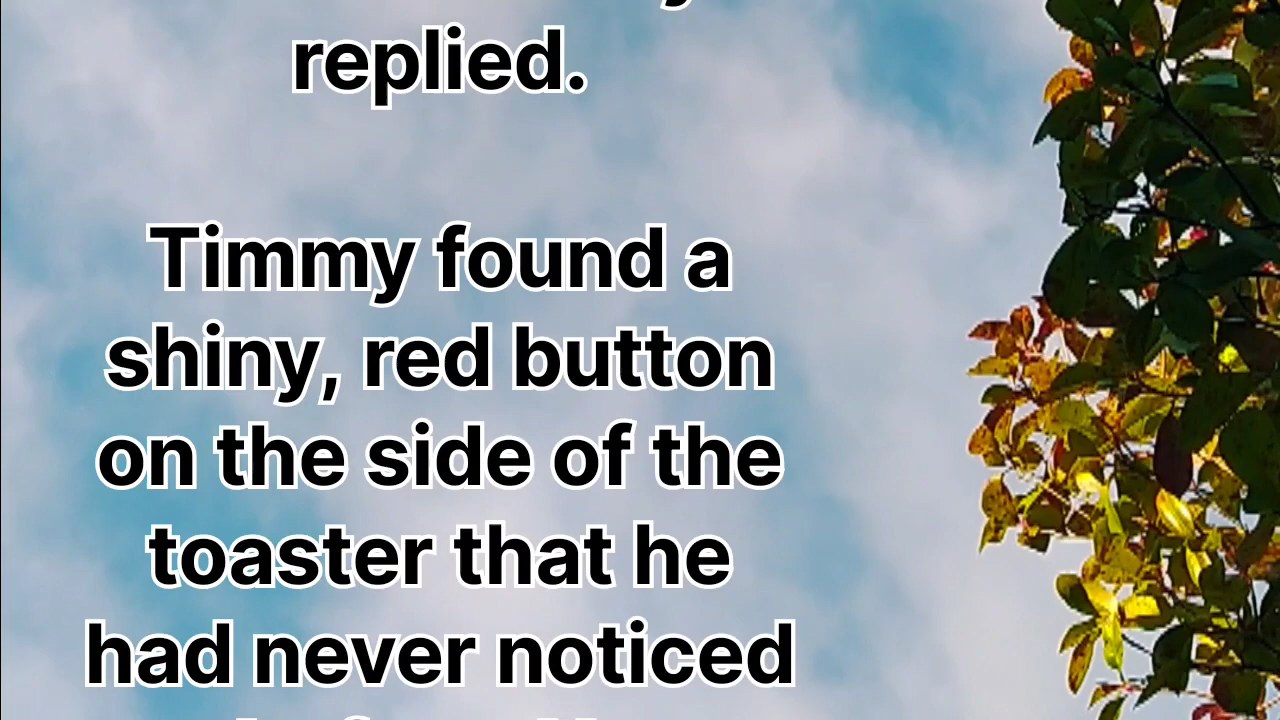 replied.
Timmy found a
shiny, red button
on the side of the
toaster that he
had never noticed